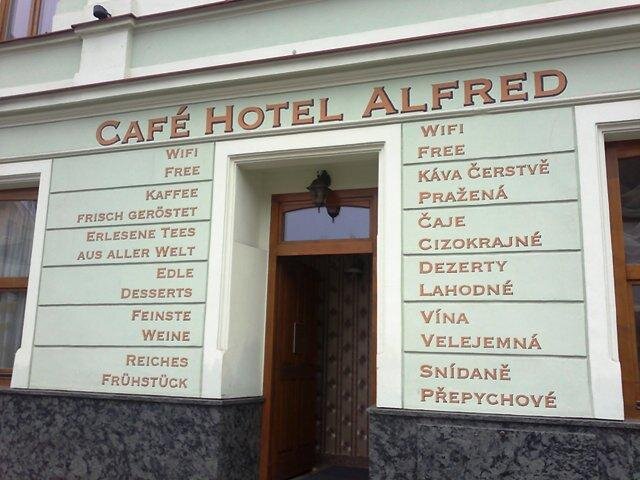 CAFÉ HOTEL ALFRED
WIFI
FREE
KAFFEE
FRISCH GERÖSTET
ERLESENE TEES
AUS ALLER WELT
EDLE
DESSERTS
FEINSTE
WEINE
REICHES
FRÜHSTÜCK
WIFI
FREE
KÁVA ČERSTVĚ
PRAŽENÁ
ČAJE
CIZOKRAJNÉ
DEZERTY
LAHODNÉ
VÍNA
VELEJEMNÁ
SNÍDANĚ
PŘEPYCHOVÉ